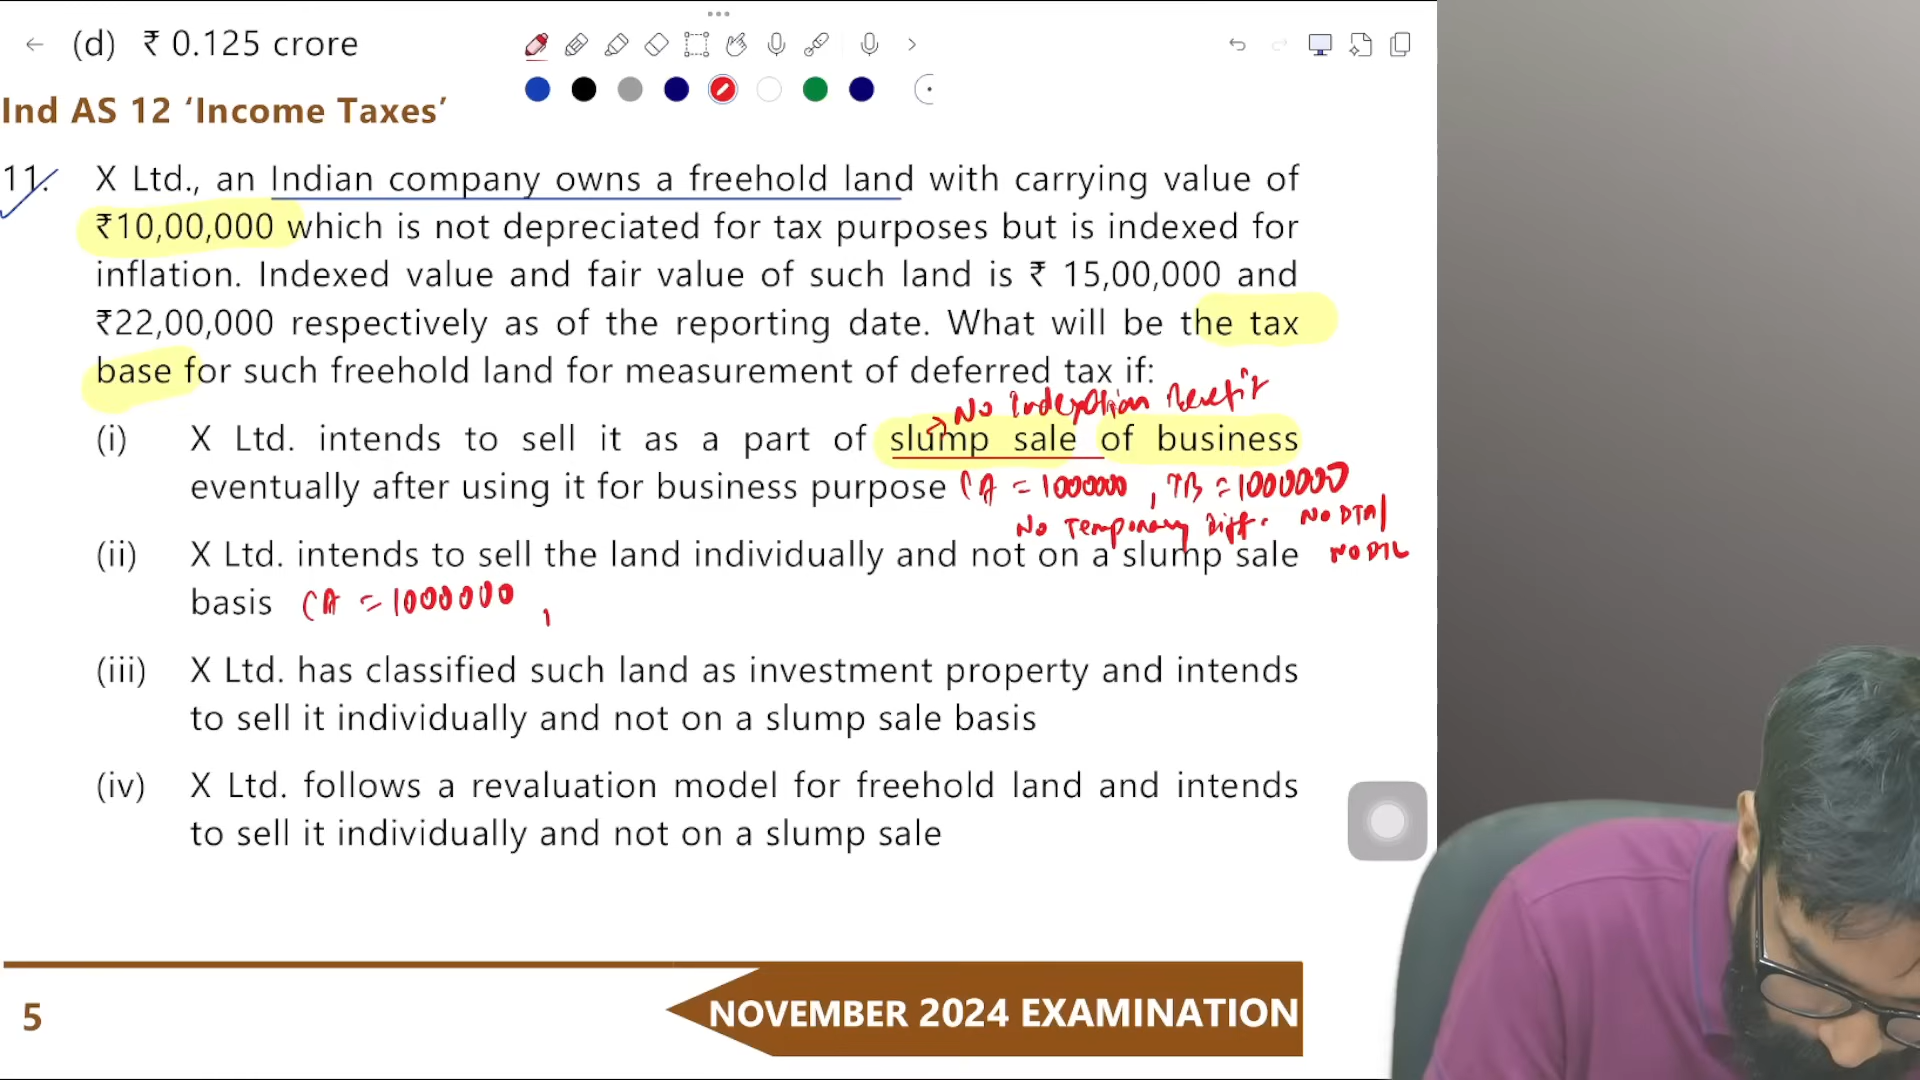 (d) ₹ 0.125 crore
Ind AS 12 ‘Income Taxes’
11. X Ltd., an Indian company owns a freehold land with carrying value of
₹10,00,000 which is not depreciated for tax purposes but is indexed for
inflation. Indexed value and fair value of such land is ₹ 15,00,000 and
₹22,00,000 respectively as of the reporting date. What will be the tax
base for such freehold land for measurement of deferred tax if:
→ No Indexation Benefit
(i) X Ltd. intends to sell it as a part of slump sale of business
eventually after using it for business purpose CA = 1000000 , TB = 1000000
No Temporary Diff. No DTA/
No DTL
(ii) X Ltd. intends to sell the land individually and not on a slump sale
basis CA = 1000000 ,
(iii) X Ltd. has classified such land as investment property and intends
to sell it individually and not on a slump sale basis
(iv) X Ltd. follows a revaluation model for freehold land and intends
to sell it individually and not on a slump sale
5 NOVEMBER 2024 EXAMINATION